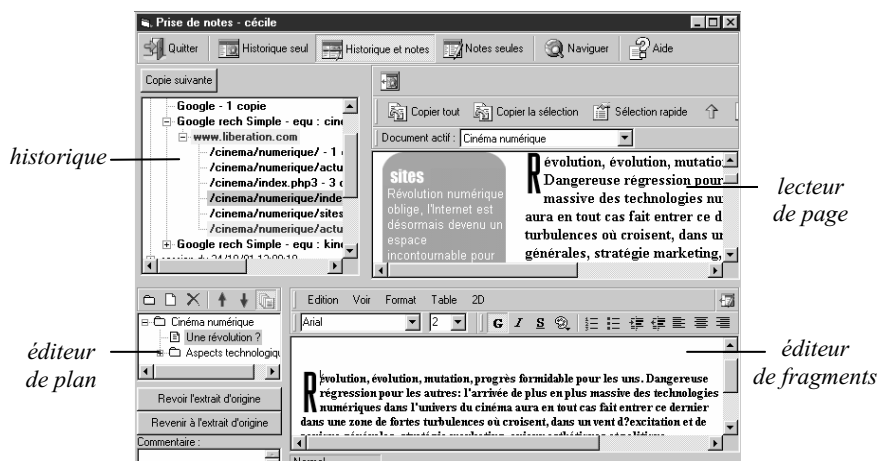 Prise de notes - cécile
Quitter Historique seul Historique et notes Notes seules Naviguer Aide
Copie suivante
Google - 1 copie
Google rech Simple - equ : ciné
www.liberation.com
/cinema/numerique/ - 1
/cinema/numerique/actu
/cinema/index.php3 - 3
/cinema/numerique/inde
/cinema/numerique/sites
/cinema/numerique/actu
Google rech Simple - equ : kin
session du 24/10/01
Copier tout Copier la sélection Sélection rapide
Document actif : Cinéma numérique
sites
Révolution numérique
oblige, l'Internet est
désormais devenu un
espace
incontournable pour
Révolution, évolution, mutatio
Dangereuse régression pour
massive des technologies nu
aura en tout cas fait entrer ce d
turbulences où croisent, dans un
générales, stratégie marketing,
historique
lecteur
de page
Cinéma numérique
Une révolution ?
Aspects technologiqu
Revoir l'extrait d'origine
Revenir à l'extrait d'origine
Commentaire :
Edition Voir Format Table 2D
Arial 2 G I S
Révolution, évolution, mutation, progrès formidable pour les uns. Dangereuse
régression pour les autres: l'arrivée de plus en plus massive des technologies
numériques dans l'univers du cinéma aura en tout cas fait entrer ce dernier
dans une zone de fortes turbulences où croisent, dans un vent d?excitation et de
Normal
éditeur
de plan
éditeur
de fragments